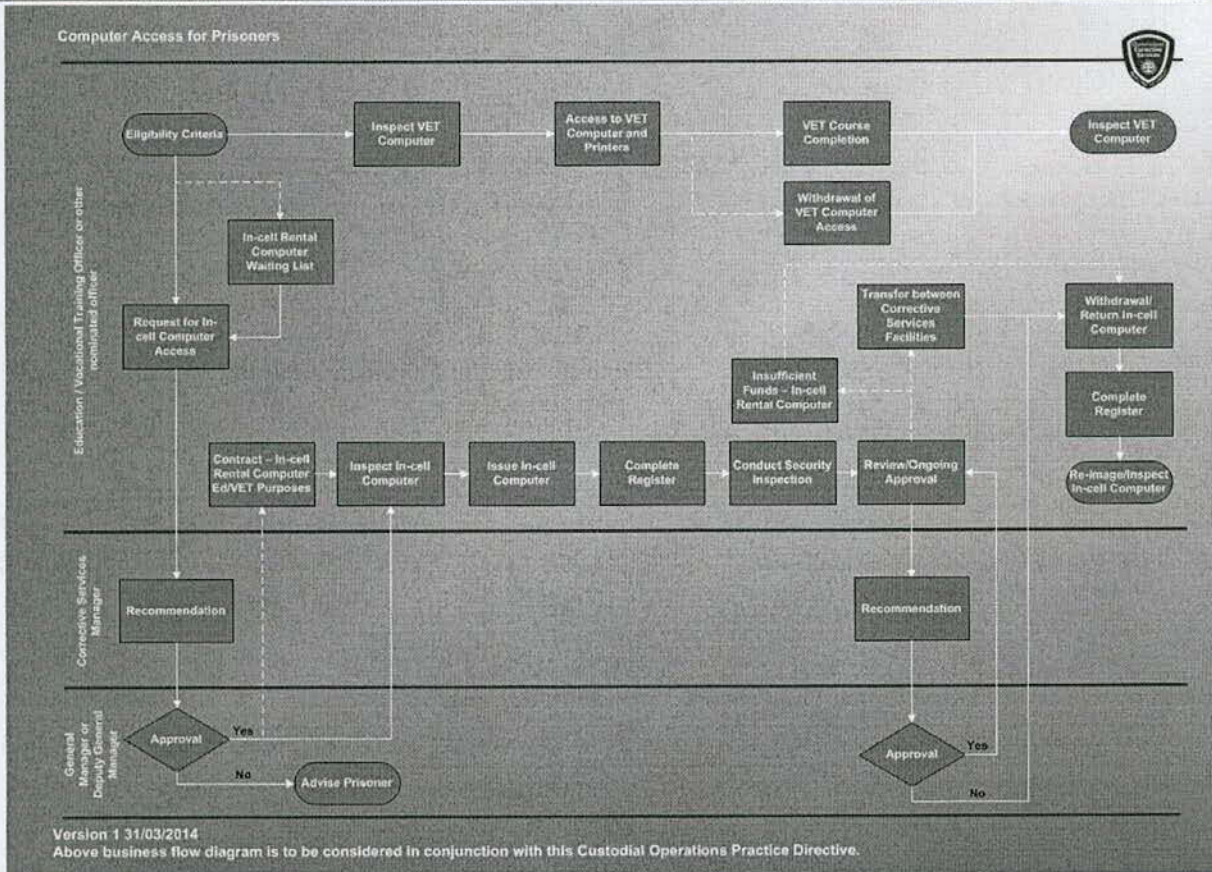 Computer Access for Prisoners
Corrective
Services
Eligibility Criteria
Inspect VET
Computer
Access to VET
Computer and
Printers
VET Course
Completion
Inspect VET
Computer
Withdrawal of
VET Computer
Access
In-cell Rental
Computer
Waiting List
Education / Vocational Training Officer or other
nominated officer
Request for In-
cell Computer
Access
Transfer between
Corrective
Services
Facilities
Withdrawal/
Return In-cell
Computer
Insufficient
Funds – In-cell
Rental Computer
Complete
Register
Contract – In-cell
Rental Computer
Ed/VET Purposes
Inspect In-cell
Computer
Issue In-cell
Computer
Complete
Register
Conduct Security
Inspection
Review/Ongoing
Approval
Re-image/Inspect
In-cell Computer
Corrective Services
Manager
Recommendation
Recommendation
General
Manager or
Deputy General
Manager
Approval
Yes
No
Advise Prisoner
Approval
Yes
No
Version 1 31/03/2014
Above business flow diagram is to be considered in conjunction with this Custodial Operations Practice Directive.